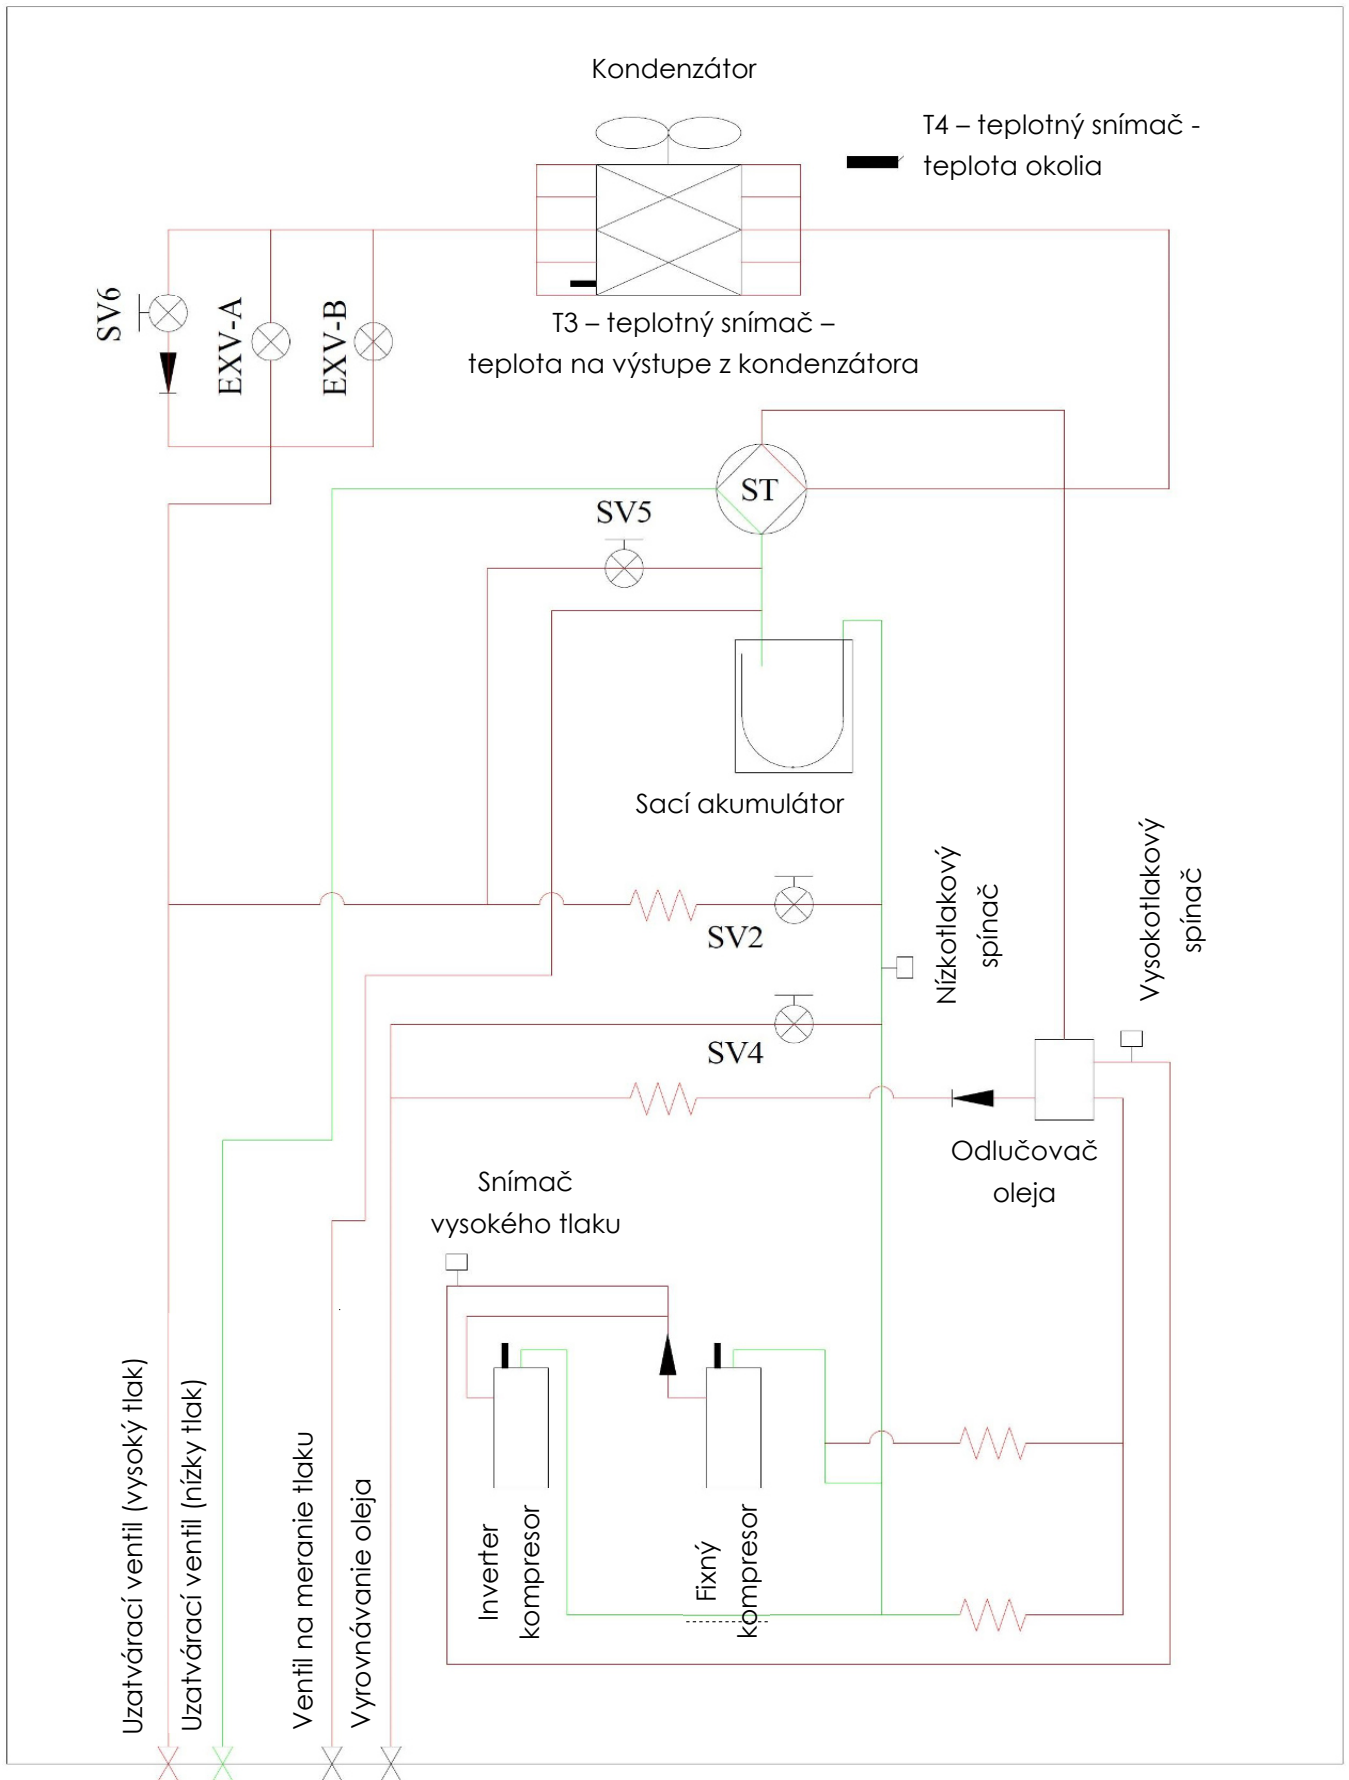 Kondenzátor
T4 – teplotný snímač -
teplota okolia
SV6
EXV-A
EXV-B
T3 – teplotný snímač –
teplota na výstupe z kondenzátora
ST
SV5
Sací akumulátor
SV2
Nízkotlakový
spínač
Vysokotlakový
spínač
SV4
Odlučovač
oleja
Snímač
vysokého tlaku
Uzatvárací ventil (vysoký tlak)
Uzatvárací ventil (nízky tlak)
Ventil na meranie tlaku
Vyrovnávanie oleja
Inverter
kompresor
Fixný
kompresor